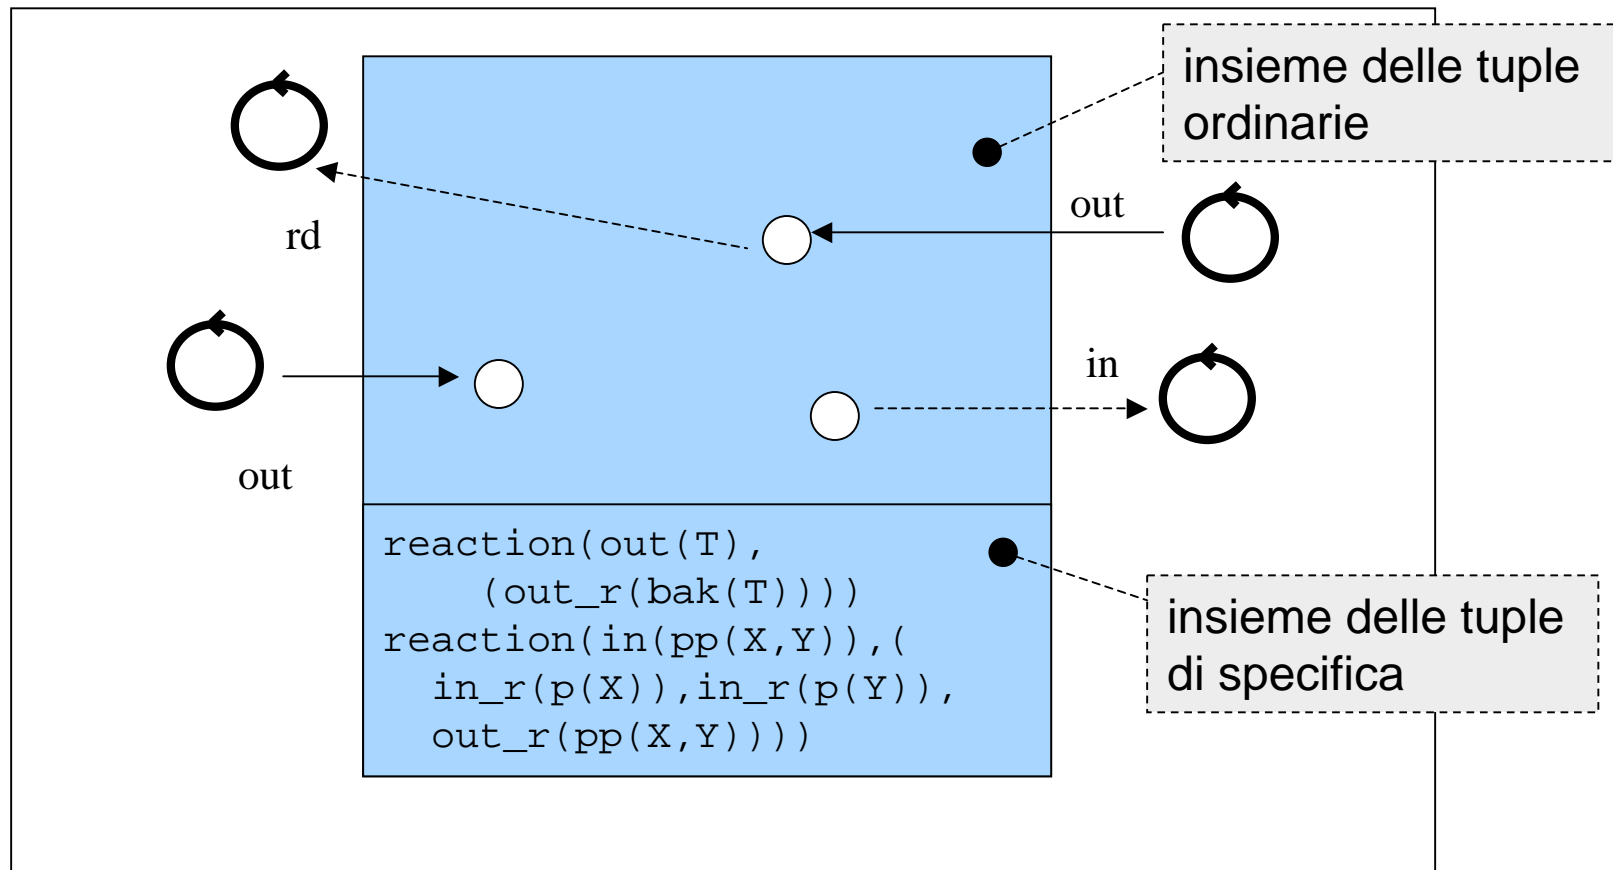 insieme delle tuple
ordinarie
out
rd
in
out
reaction(out(T),
(out_r(bak(T))))
reaction(in(pp(X,Y)),(
in_r(p(X)),in_r(p(Y)),
out_r(pp(X,Y))))
insieme delle tuple
di specifica